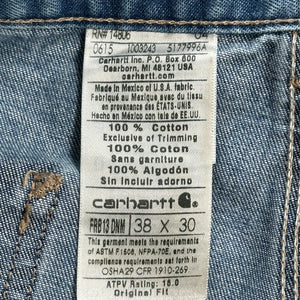 RN# 14806 04
0615 1003243 5177996A
Carhartt Inc. P.O. Box 600
Dearborn, MI 48121 USA
carhartt.com
Made in Mexico of U.S.A. fabric.
Fabriqué au Mexique avec du tissu
en provenance des ÉTATS-UNIS.
Hecho en México con tela de EE.UU.
100 % Cotton
Exclusive of Trimming
100 % Coton
Sans garniture
100 % Algodón
Sin Incluir adorno
carhartt
FRB13 DNM 38 X 30
This garment meets the requirements
of ASTM F1506, NFPA-70E, and the
compliance requirements set forth in
OSHA29 CFR 1910-269
ATPV Rating: 16.0
Original Fit